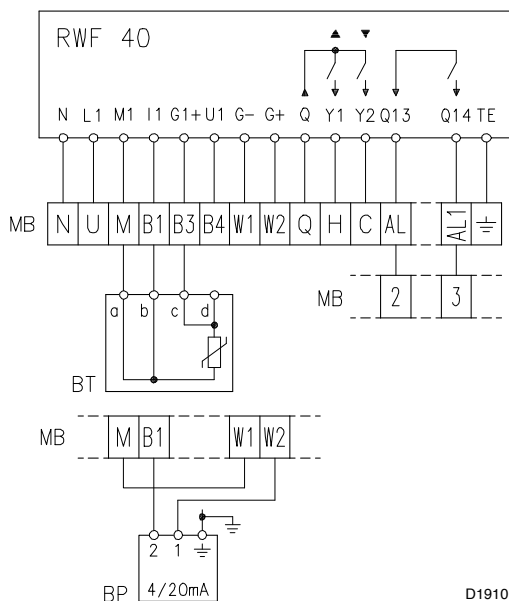 RWF 40
N L1 M1 I1 G1+ U1 G- G+ Q Y1 Y2 Q13 Q14 TE
MB N U M B1 B3 B4 W1 W2 Q H C AL AL1
MB 2 3
a b c d
BT
MB M B1 W1 W2
2 1
BP 4/20mA
D1910